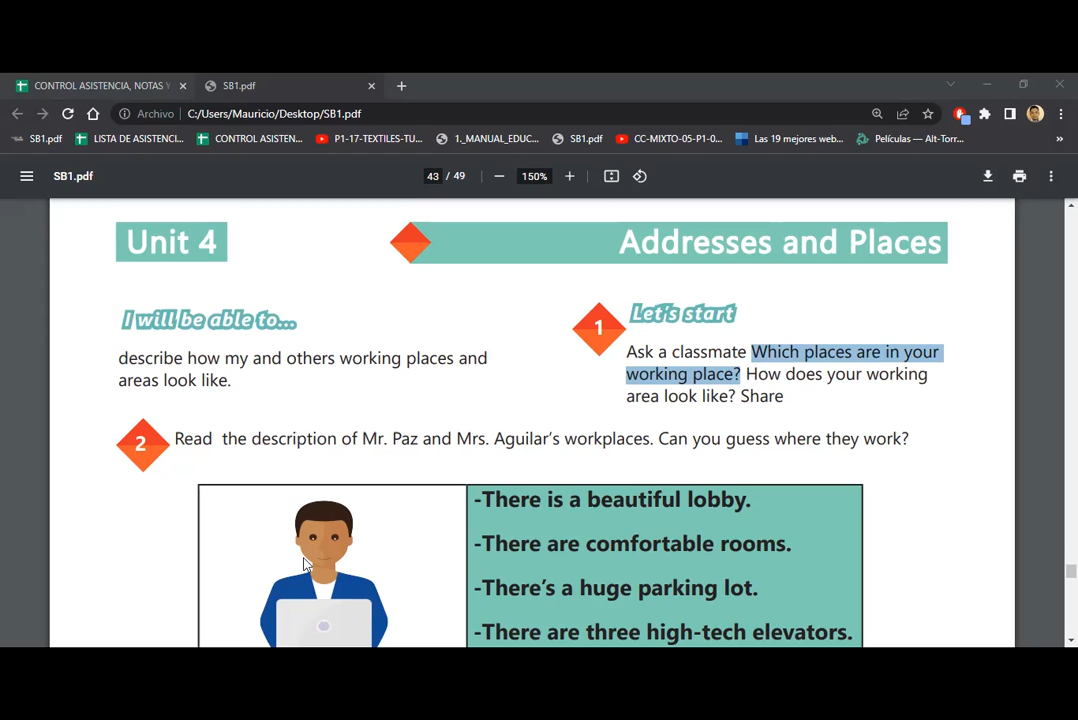 CONTROL ASISTENCIA, NOTAS Y
SB1.pdf
Archivo
C:/Users/Mauricio/Desktop/SB1.pdf
SB1.pdf
LISTA DE ASISTENCI...
CONTROL ASISTEN...
P1-17-TEXTILES-TU...
1._MANUAL_EDUC...
SB1.pdf
CC-MIXTO-05-P1-0...
Las 19 mejores web...
Películas — Alt-Torr...
»
SB1.pdf
43 / 49
150%
Unit 4
Addresses and Places
I will be able to...
describe how my and others working places and
areas look like.
1
Let's start
Ask a classmate Which places are in your
working place? How does your working
area look like? Share
2
Read the description of Mr. Paz and Mrs. Aguilar's workplaces. Can you guess where they work?
-There is a beautiful lobby.
-There are comfortable rooms.
-There's a huge parking lot.
-There are three high-tech elevators.